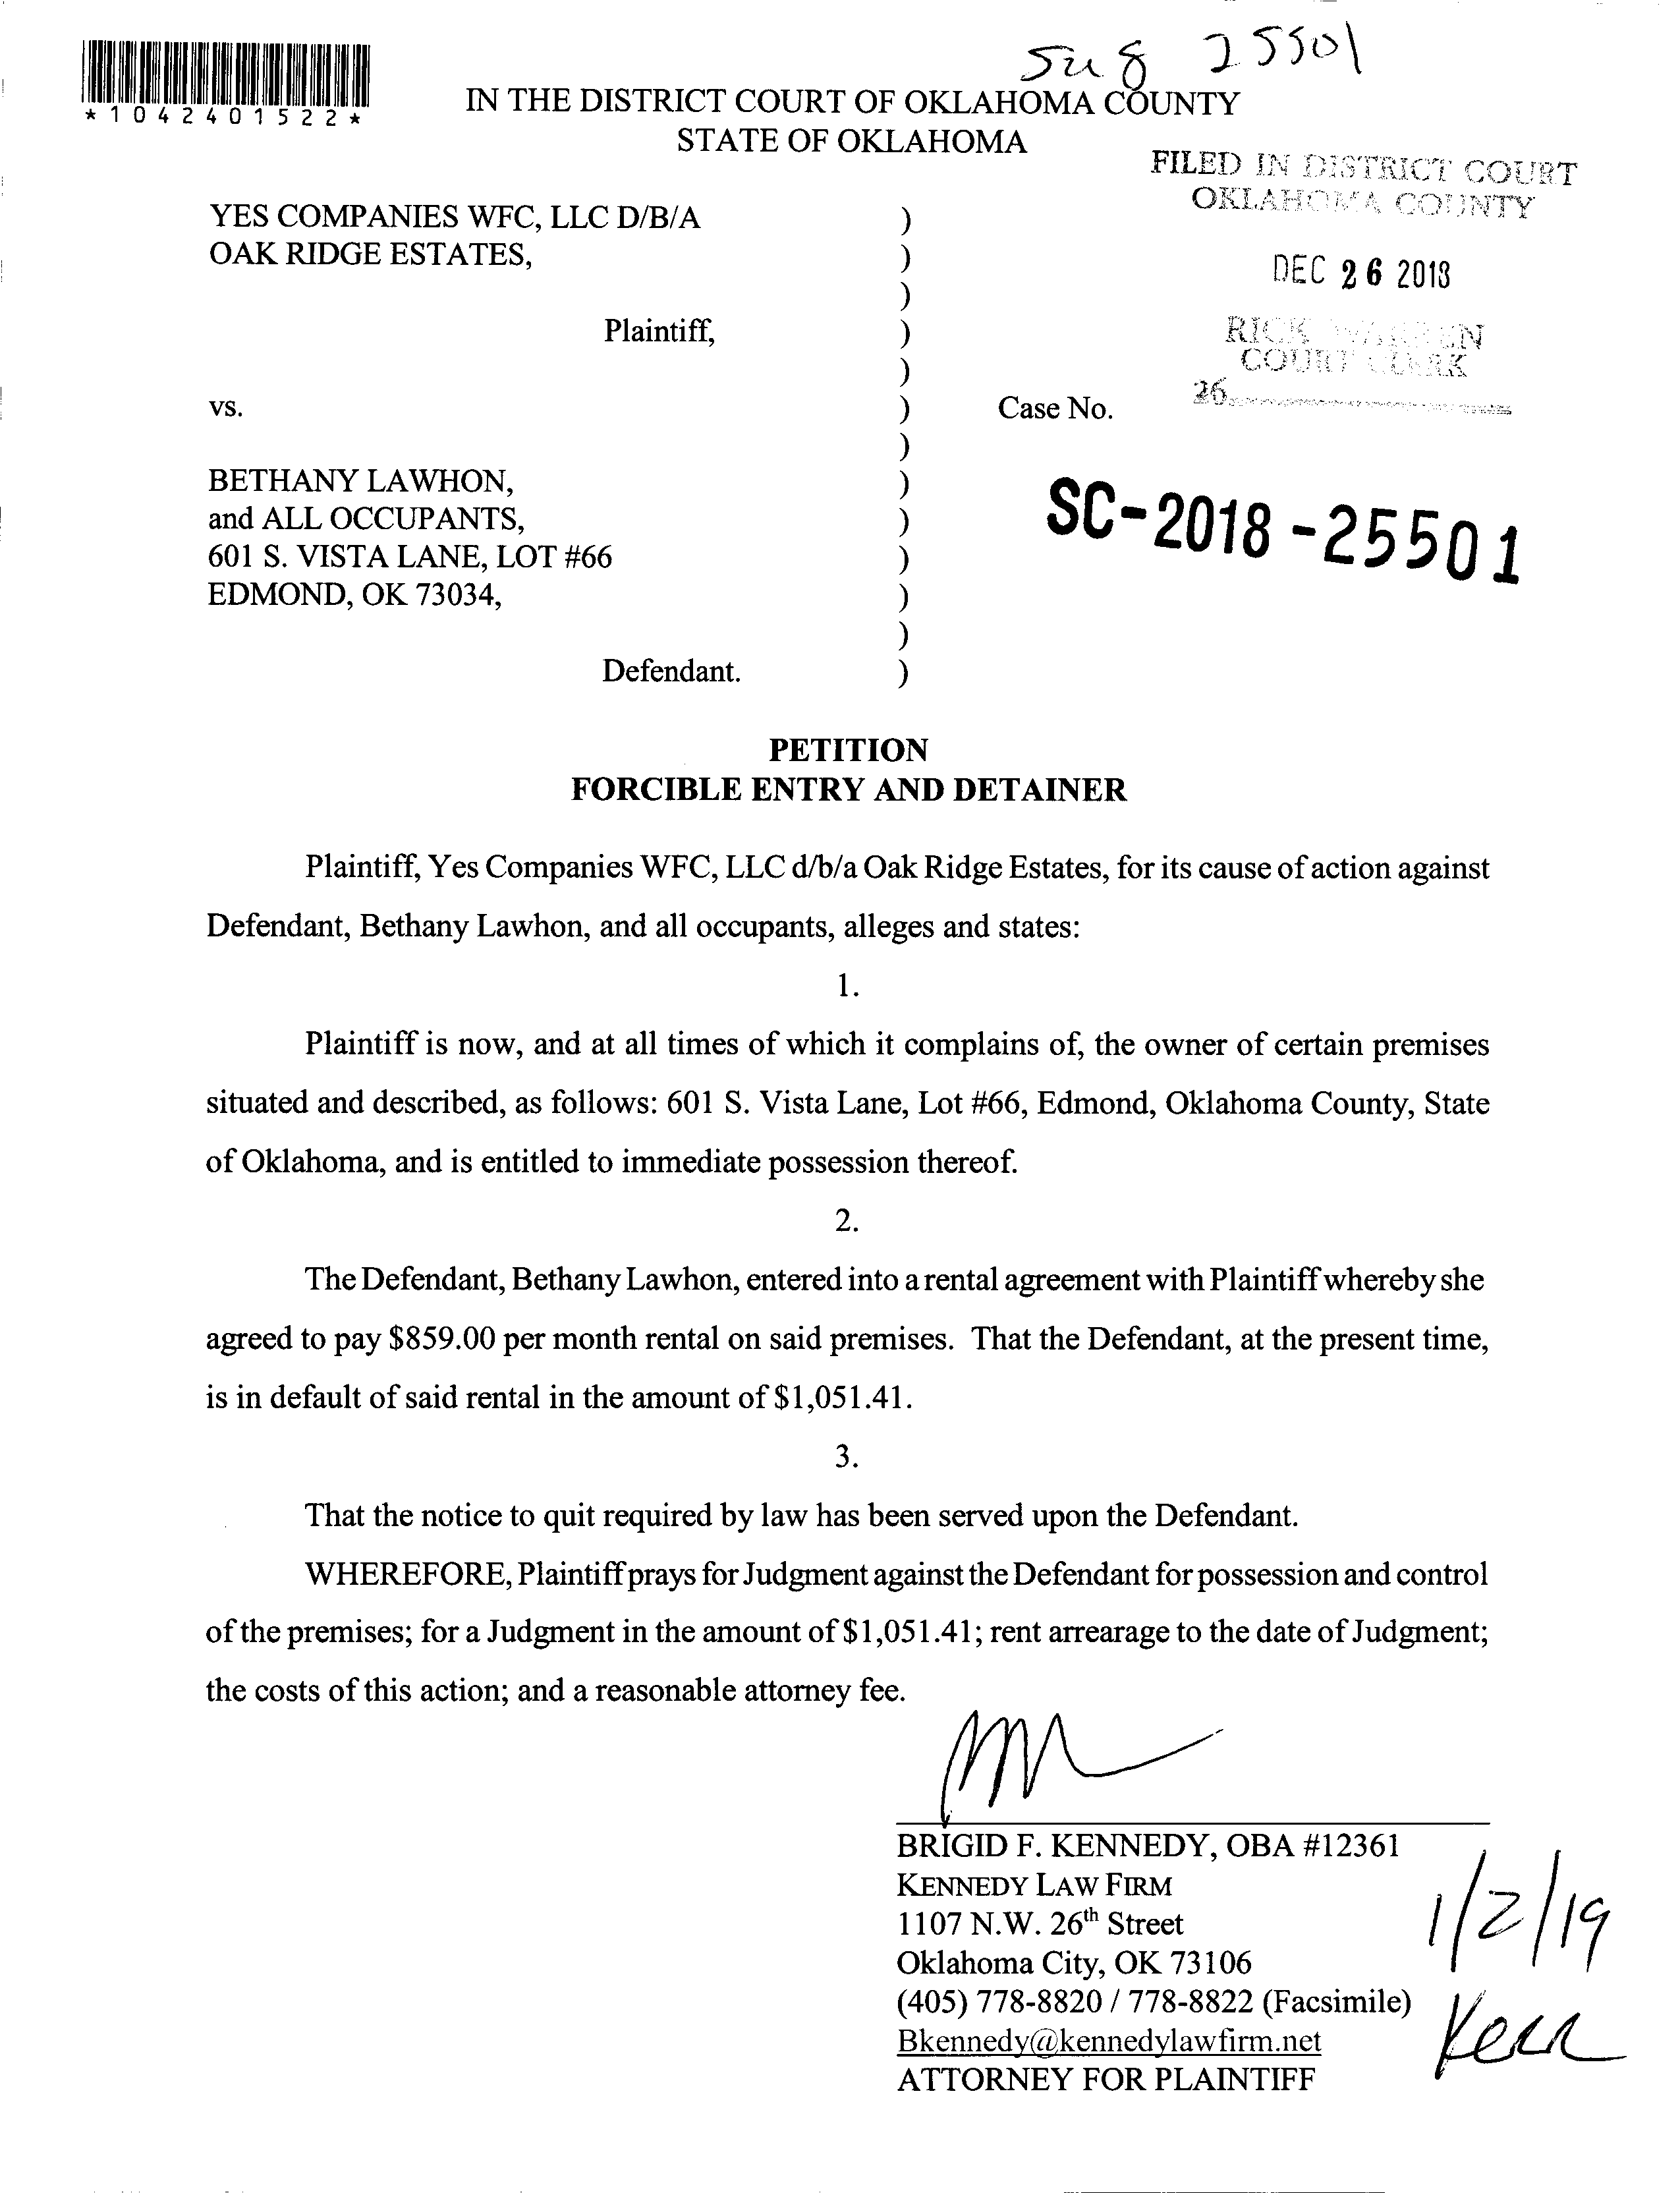 25501
*1042401522*
IN THE DISTRICT COURT OF OKLAHOMA COUNTY
STATE OF OKLAHOMA
FILED IN DISTRICT COURT
OKLAHOMA COUNTY
DEC 26 2018
RICK WARREN
COURT CLERK
26
YES COMPANIES WFC, LLC D/B/A )
OAK RIDGE ESTATES, )
)
Plaintiff, )
)
vs. ) Case No.
)
SC-2018-25501
BETHANY LAWHON, )
and ALL OCCUPANTS, )
601 S. VISTA LANE, LOT #66 )
EDMOND, OK 73034, )
)
Defendant. )
PETITION
FORCIBLE ENTRY AND DETAINER
Plaintiff, Yes Companies WFC, LLC d/b/a Oak Ridge Estates, for its cause of action against
Defendant, Bethany Lawhon, and all occupants, alleges and states:
1.
Plaintiff is now, and at all times of which it complains of, the owner of certain premises
situated and described, as follows: 601 S. Vista Lane, Lot #66, Edmond, Oklahoma County, State
of Oklahoma, and is entitled to immediate possession thereof.
2.
The Defendant, Bethany Lawhon, entered into a rental agreement with Plaintiff whereby she
agreed to pay $859.00 per month rental on said premises. That the Defendant, at the present time,
is in default of said rental in the amount of $1,051.41.
3.
That the notice to quit required by law has been served upon the Defendant.
WHEREFORE, Plaintiff prays for Judgment against the Defendant for possession and control
of the premises; for a Judgment in the amount of $1,051.41; rent arrearage to the date of Judgment;
the costs of this action; and a reasonable attorney fee.
BRIGID F. KENNEDY, OBA #12361
KENNEDY LAW FIRM
1107 N.W. 26th Street
Oklahoma City, OK 73106
(405) 778-8820 / 778-8822 (Facsimile)
Bkennedy@kennedylawfirm.net
ATTORNEY FOR PLAINTIFF
1/2/19